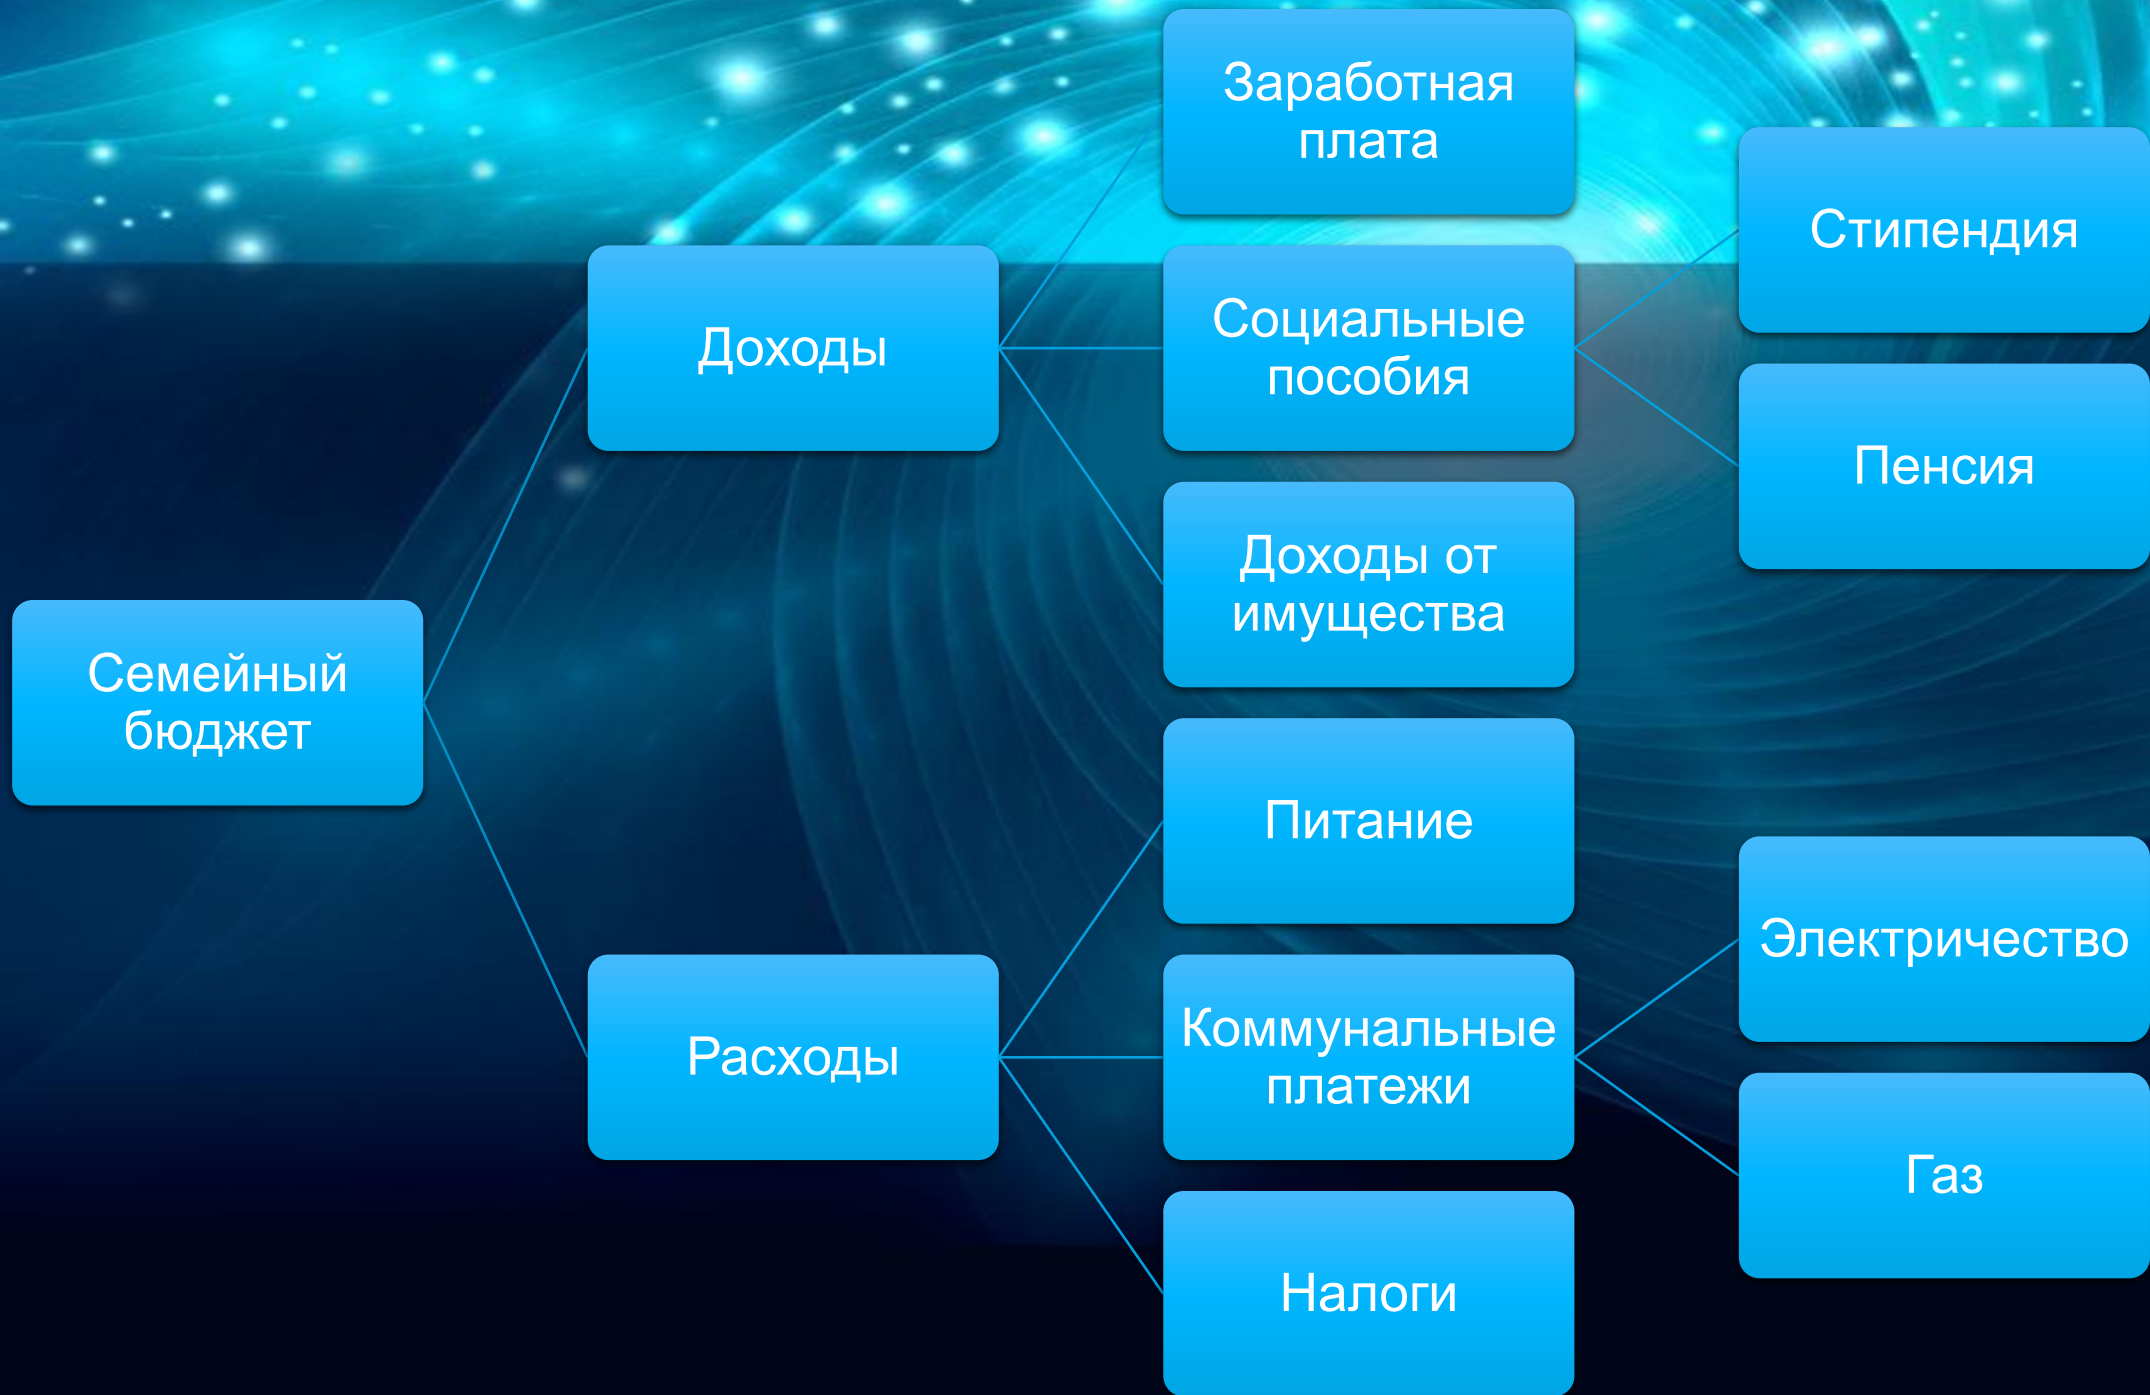 Семейный
бюджет
Доходы
Заработная
плата
Социальные
пособия
Стипендия
Пенсия
Доходы от
имущества
Расходы
Питание
Коммунальные
платежи
Электричество
Газ
Налоги